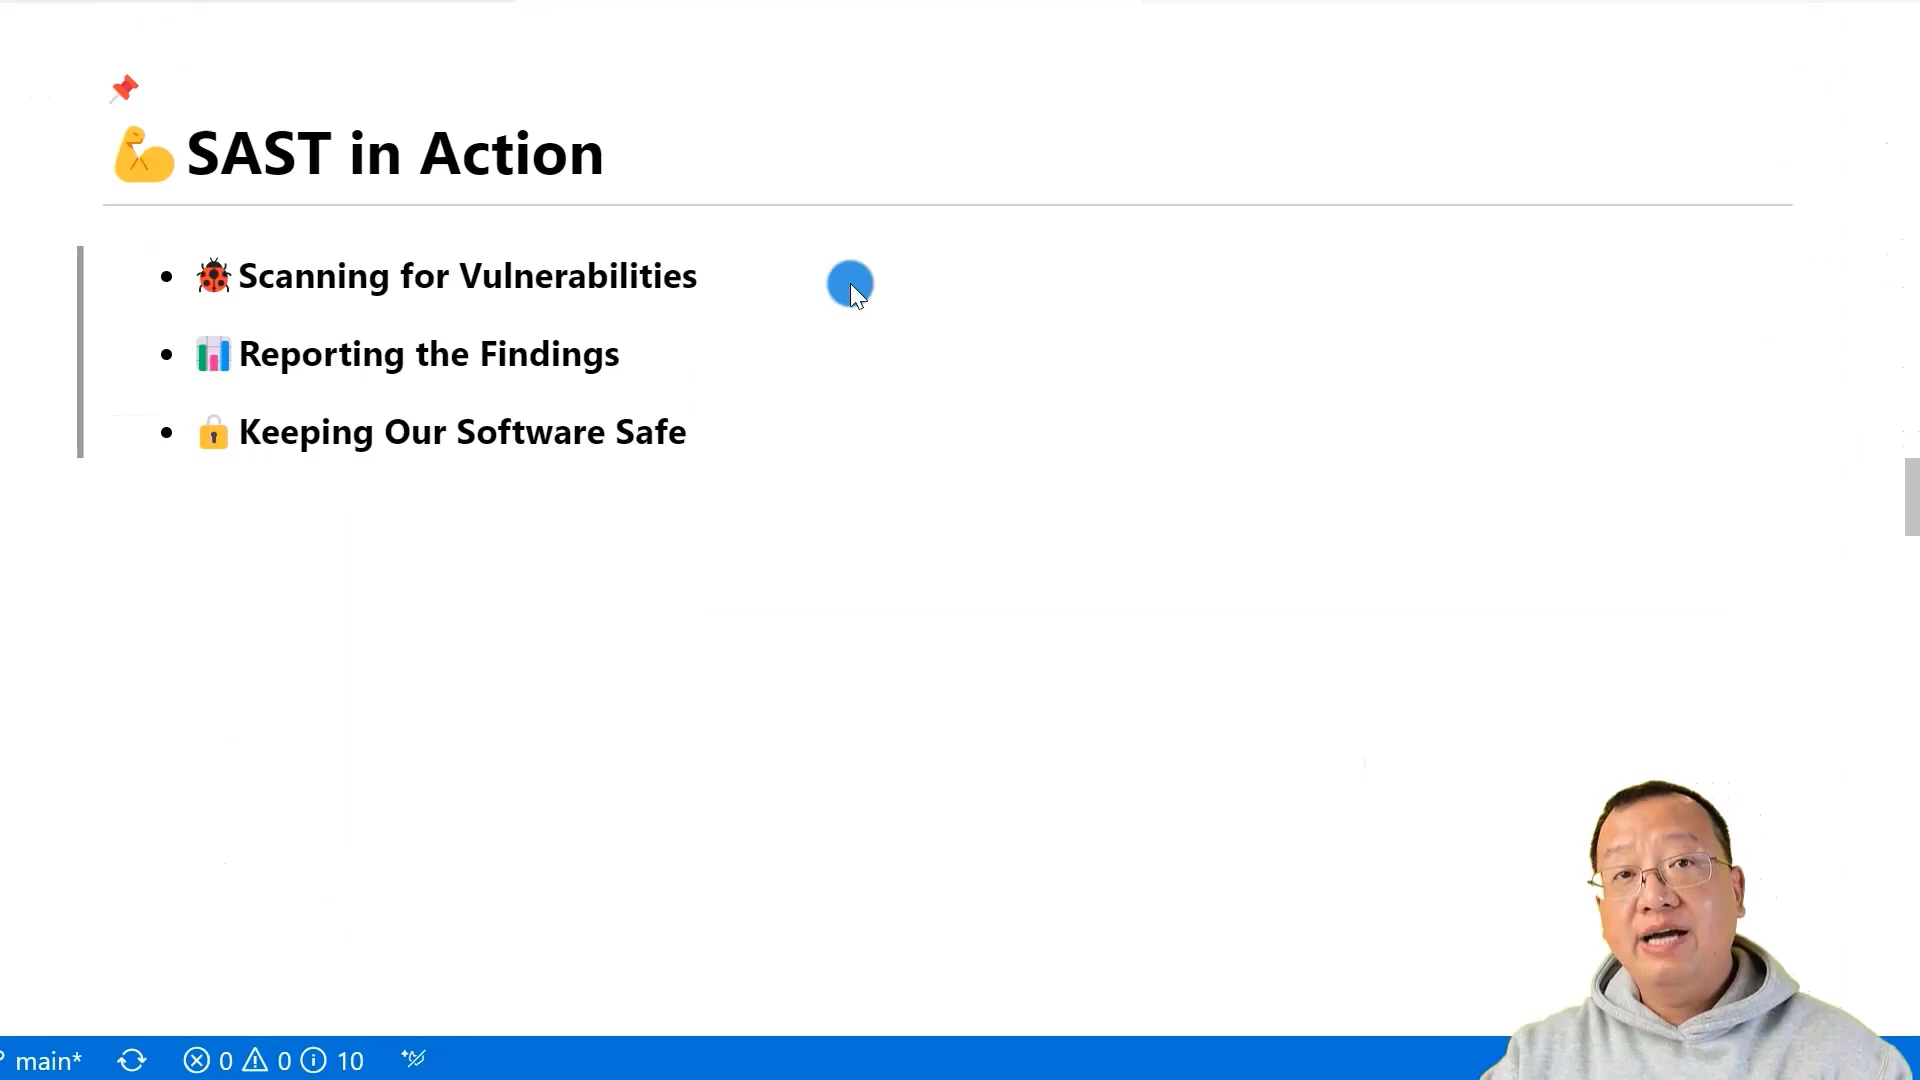 💪 SAST in Action
• 🐞 Scanning for Vulnerabilities
• 📊 Reporting the Findings
• 🔒 Keeping Our Software Safe
main* 0 0 10